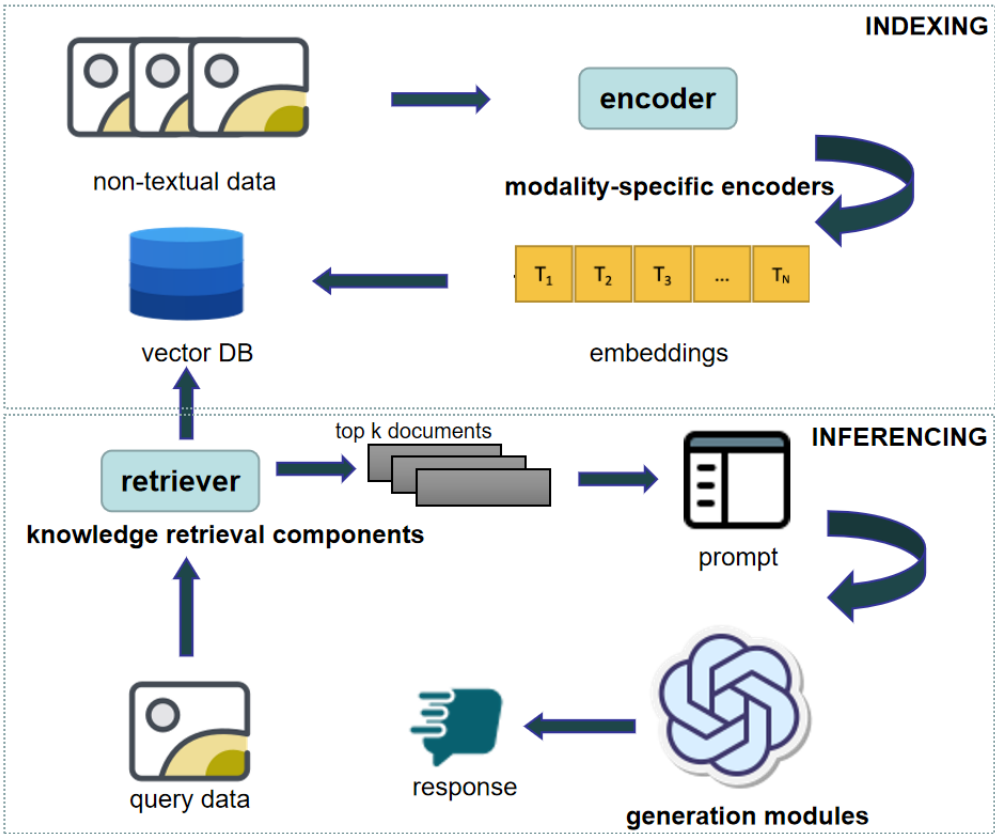 INDEXING
encoder
non-textual data
modality-specific encoders
T1
T2
T3
...
TN
vector DB
embeddings
INFERENCING
top k documents
retriever
knowledge retrieval components
prompt
query data
response
generation modules